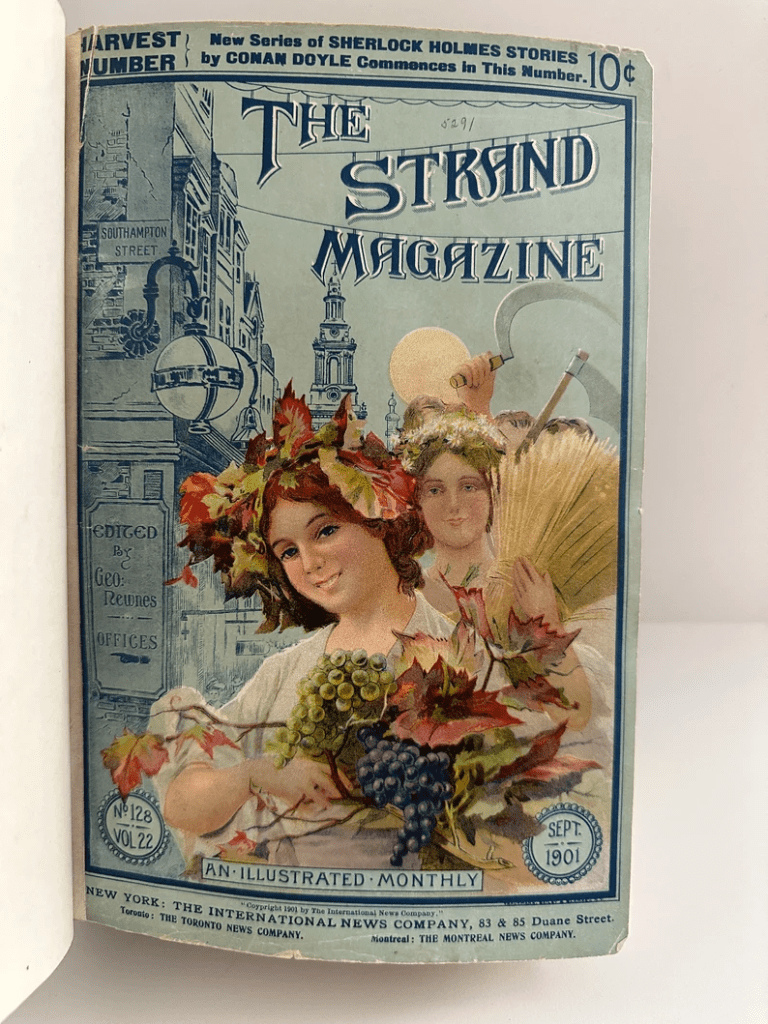 HARVEST NUMBER
New Series of SHERLOCK HOLMES STORIES
by CONAN DOYLE Commences in This Number.
10¢
5291
THE
STRAND
MAGAZINE
SOUTHAMPTON
STREET
EDITED
By
GEO:
Newnes
OFFICES
Nº 128
VOL 22
SEPT.
1901
AN · ILLUSTRATED · MONTHLY
"Copyright 1901 by The International News Company."
NEW YORK: THE INTERNATIONAL NEWS COMPANY, 83 & 85 Duane Street.
Toronto: THE TORONTO NEWS COMPANY.
Montreal: THE MONTREAL NEWS COMPANY.